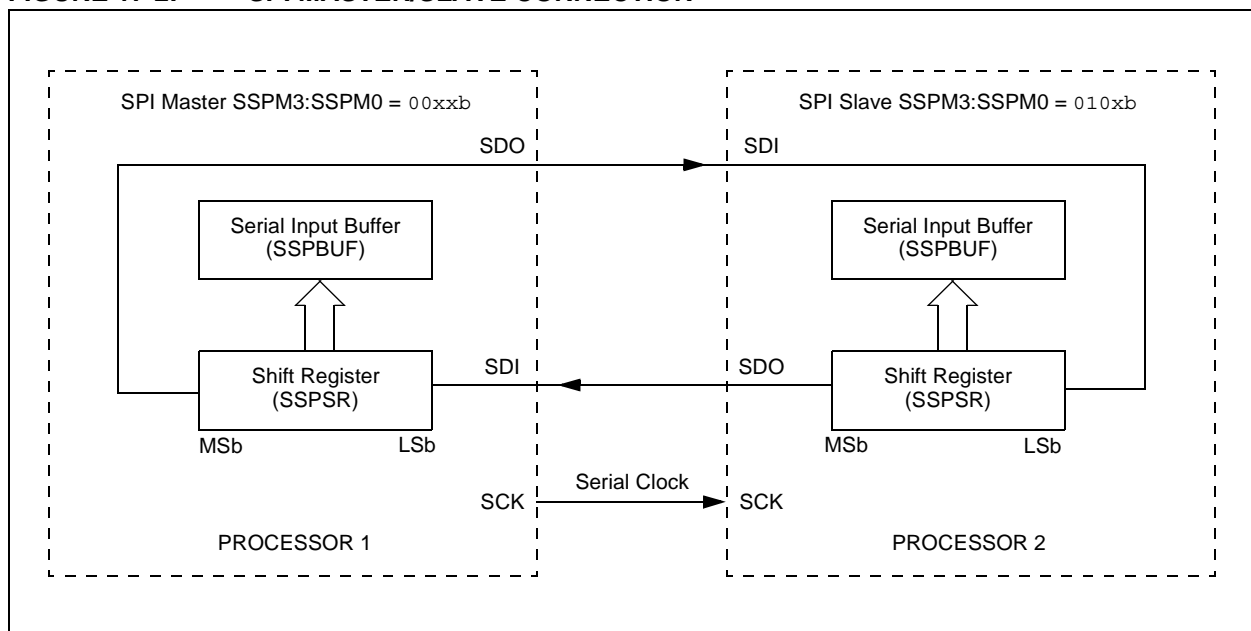 SPI Master SSPM3:SSPM0 = 00xxb
SPI Slave SSPM3:SSPM0 = 010xb
SDO
SDI
Serial Input Buffer
(SSPBUF)
Serial Input Buffer
(SSPBUF)
SDI
SDO
Shift Register
(SSPSR)
Shift Register
(SSPSR)
MSb
LSb
MSb
LSb
Serial Clock
SCK
SCK
PROCESSOR 1
PROCESSOR 2